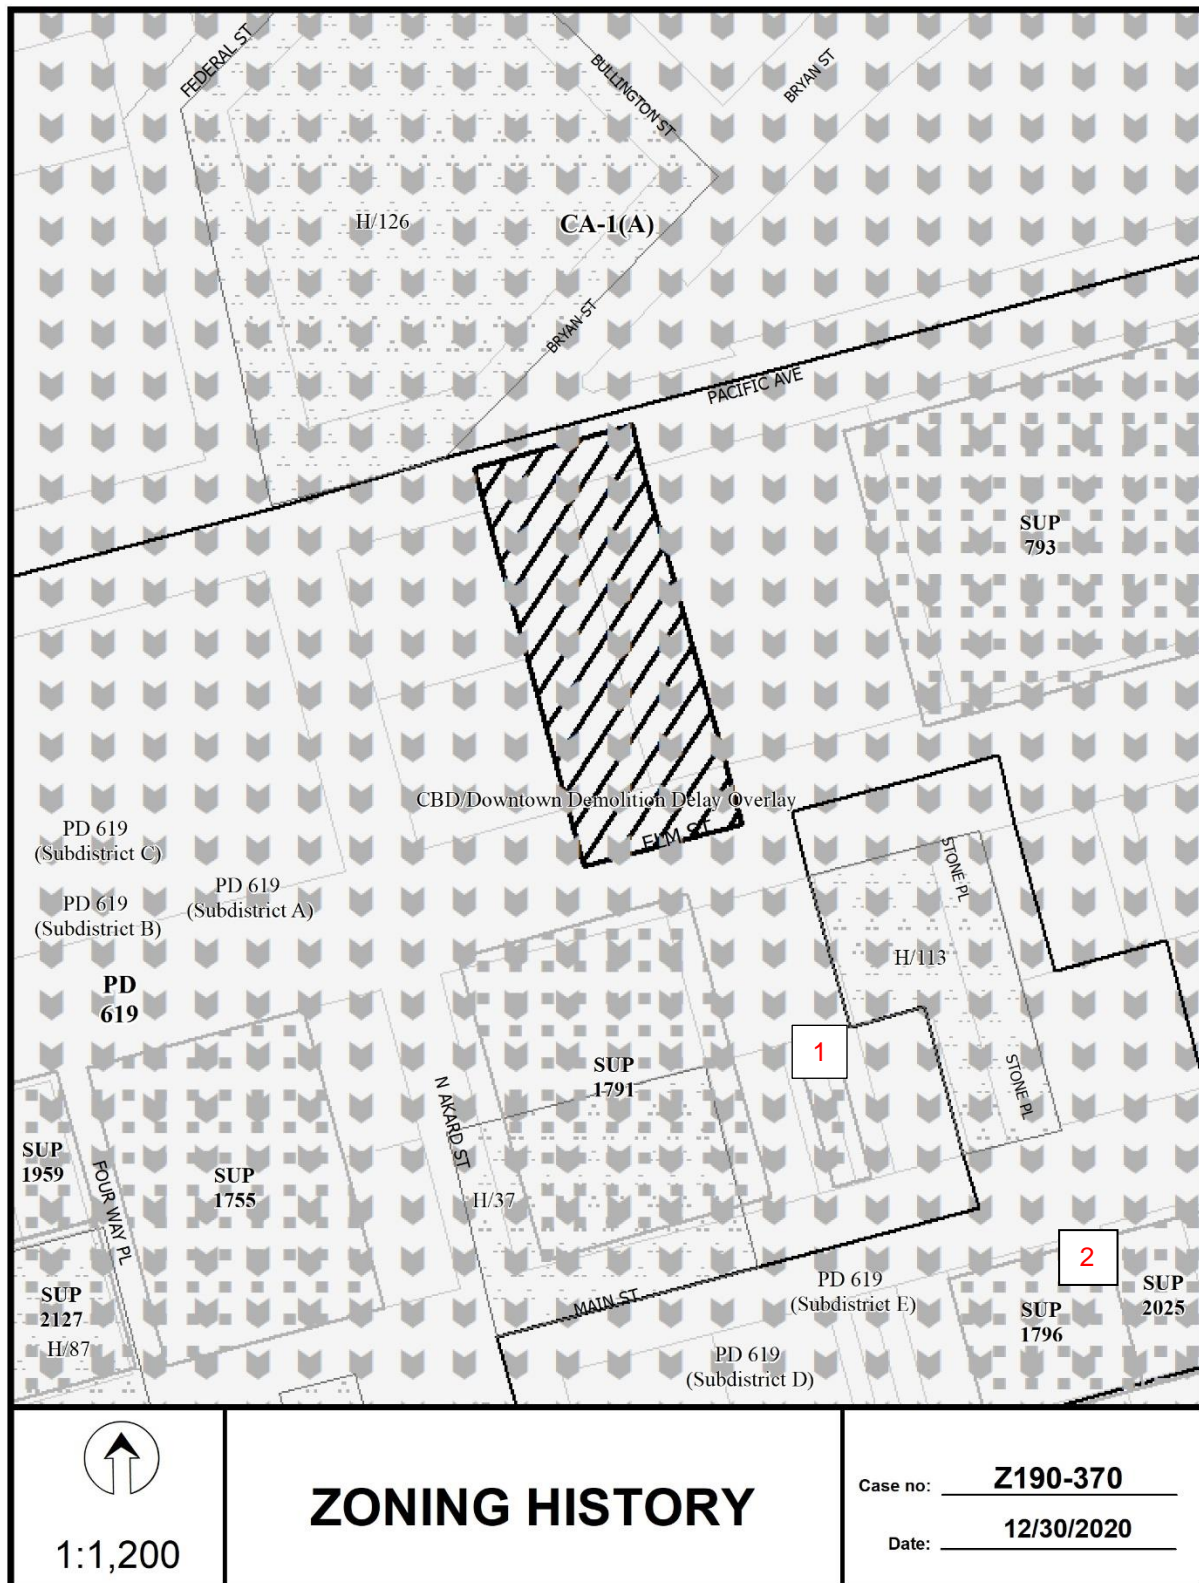 FEDERAL ST
BULLINGTON ST
BRYAN ST
H/126
CA-1(A)
BRYAN ST
PACIFIC AVE
SUP
793
CBD/Downtown Demolition Delay Overlay
ELM ST
PD 619
(Subdistrict C)
PD 619
(Subdistrict A)
PD 619
(Subdistrict B)
STONE PL
H/113
PD
619
1
SUP
1791
STONE PL
N AKARD ST
SUP
1959
FOUR WAY PL
SUP
1755
H/37
2
SUP
2127
H/87
MAIN ST
PD 619
(Subdistrict E)
SUP
1796
SUP
2025
PD 619
(Subdistrict D)
1:1,200
ZONING HISTORY
Case no: Z190-370
Date: 12/30/2020